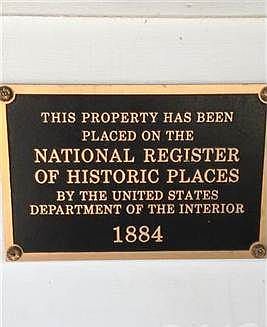 THIS PROPERTY HAS BEEN
PLACED ON THE
NATIONAL REGISTER
OF HISTORIC PLACES
BY THE UNITED STATES
DEPARTMENT OF THE INTERIOR
1884